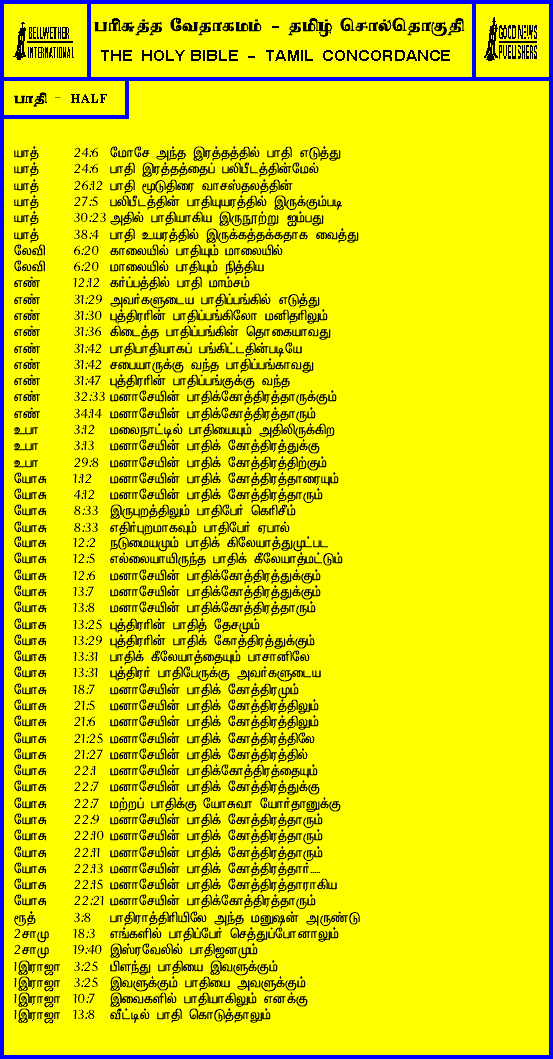 BELLWETHER
INTERNATIONAL
பரிசுத்த வேதாகமம் - தமிழ் சொல்தொகுதி
THE HOLY BIBLE - TAMIL CONCORDANCE
GOOD NEWS
PUBLISHERS
பாதி - HALF
யாத் 24:6 மோசே அந்த இரத்தத்தில் பாதி எடுத்து
யாத் 24:6 பாதி இரத்தத்தைப் பலிபீடத்தின்மேல்
யாத் 26:12 பாதி மூடுதிரை வாசஸ்தலத்தின்
யாத் 27:5 பலிபீடத்தின் பாதியுயரத்தில் இருக்கும்படி
யாத் 30:23 அதில் பாதியாகிய இருநூற்று ஐம்பது
யாத் 38:4 பாதி உயரத்தில் இருக்கத்தக்கதாக வைத்து
லேவி 6:20 காலையில் பாதியும் மாலையில்
லேவி 6:20 மாலையில் பாதியும் நித்திய
எண் 12:12 கர்ப்பத்தில் பாதி மாம்சம்
எண் 31:29 அவர்களுடைய பாதிப்பங்கில் எடுத்து
எண் 31:30 புத்திரரின் பாதிப்பங்கிலோ மனிதரிலும்
எண் 31:36 கிடைத்த பாதிப்பங்கின் தொகையாவது
எண் 31:42 பாதிபாதியாகப் பங்கிட்டதின்படியே
எண் 31:42 சபையாருக்கு வந்த பாதிப்பங்காவது
எண் 31:47 புத்திரரின் பாதிப்பங்குக்கு வந்த
எண் 32:33 மனாசேயின் பாதிக்கோத்திரத்தாருக்கும்
எண் 34:14 மனாசேயின் பாதிக்கோத்திரத்தாரும்
உபா 3:12 மலைநாட்டில் பாதியையும் அதிலிருக்கிற
உபா 3:13 மனாசேயின் பாதிக் கோத்திரத்துக்கு
உபா 29:8 மனாசேயின் பாதிக் கோத்திரத்திற்கும்
யோசு 1:12 மனாசேயின் பாதிக் கோத்திரத்தாரையும்
யோசு 4:12 மனாசேயின் பாதிக் கோத்திரத்தாரும்
யோசு 8:33 இருபுறத்திலும் பாதிபேர் கெரிசீம்
யோசு 8:33 எதிர்புறமாகவும் பாதிபேர் ஏபால்
யோசு 12:2 நடுமையமும் பாதிக் கிலேயாத்துமுட்பட
யோசு 12:5 எல்லையாயிருந்த பாதிக் கீலேயாத்மட்டும்
யோசு 12:6 மனாசேயின் பாதிக்கோத்திரத்துக்கும்
யோசு 13:7 மனாசேயின் பாதிக்கோத்திரத்துக்கும்
யோசு 13:8 மனாசேயின் பாதிக்கோத்திரத்தாரும்
யோசு 13:25 புத்திரரின் பாதித் தேசமும்
யோசு 13:29 புத்திரரின் பாதிக் கோத்திரத்துக்கும்
யோசு 13:31 பாதிக் கீலேயாத்தையும் பாசானிலே
யோசு 13:31 புத்திரர் பாதிபேருக்கு அவர்களுடைய
யோசு 18:7 மனாசேயின் பாதிக் கோத்திரமும்
யோசு 21:5 மனாசேயின் பாதிக் கோத்திரத்திலும்
யோசு 21:6 மனாசேயின் பாதிக் கோத்திரத்திலும்
யோசு 21:25 மனாசேயின் பாதிக் கோத்திரத்திலே
யோசு 21:27 மனாசேயின் பாதிக் கோத்திரத்தில்
யோசு 22:1 மனாசேயின் பாதிக்கோத்திரத்தையும்
யோசு 22:7 மனாசேயின் பாதிக் கோத்திரத்துக்கு
யோசு 22:7 மற்றப் பாதிக்கு யோசுவா யோர்தானுக்கு
யோசு 22:9 மனாசேயின் பாதிக் கோத்திரத்தாரும்
யோசு 22:10 மனாசேயின் பாதிக் கோத்திரத்தாரும்
யோசு 22:11 மனாசேயின் பாதிக் கோத்திரத்தாரும்
யோசு 22:13 மனாசேயின் பாதிக் கோத்திரத்தார்.....
யோசு 22:15 மனாசேயின் பாதிக் கோத்திரத்தாராகிய
யோசு 22:21 மனாசேயின் பாதிக்கோத்திரத்தாரும்
ரூத் 3:8 பாதிராத்திரியிலே அந்த மனுஷன் அருண்டு
2சாமு 18:3 எங்களில் பாதிப்பேர் செத்துப்போனாலும்
2சாமு 19:40 இஸ்ரவேலில் பாதிஜனமும்
1இராஜா 3:25 பிளந்து பாதியை இவளுக்கும்
1இராஜா 3:25 இவளுக்கும் பாதியை அவளுக்கும்
1இராஜா 10:7 இவைகளில் பாதியாகிலும் எனக்கு
1இராஜா 13:8 வீட்டில் பாதி கொடுத்தாலும்